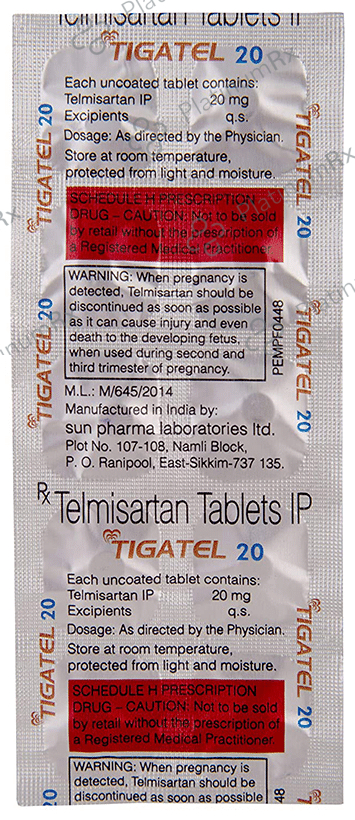 Telmisartan Tablets IP
TIGATEL 20
Each uncoated tablet contains:
Telmisartan IP 20 mg
Excipients q.s.
Dosage: As directed by the Physician.
Store at room temperature,
protected from light and moisture.
SCHEDULE H PRESCRIPTION
DRUG – CAUTION: Not to be sold
by retail without the prescription of
a Registered Medical Practitioner
WARNING: When pregnancy is
detected, Telmisartan should be
discontinued as soon as possible
as it can cause injury and even
death to the developing fetus,
when used during second and
third trimester of pregnancy.
PEMPF0448
M.L.: M/645/2014
Manufactured in India by:
sun pharma laboratories ltd.
Plot No. 107-108, Namli Block,
P. O. Ranipool, East-Sikkim-737 135.
TIGATEL 20
TIGATEL 20
TIGATEL 20
TIGATEL 20
Rx Telmisartan Tablets IP
TIGATEL 20
Each uncoated tablet contains:
Telmisartan IP 20 mg
Excipients q.s.
Dosage: As directed by the Physician.
Store at room temperature,
protected from light and moisture.
SCHEDULE H PRESCRIPTION
DRUG – CAUTION: Not to be sold
by retail without the prescription of
a Registered Medical Practitioner
WARNING: When pregnancy is
detected, Telmisartan should be
discontinued as soon as possible
48
TIGATEL 20
TIGATEL 20
PlatinumRx